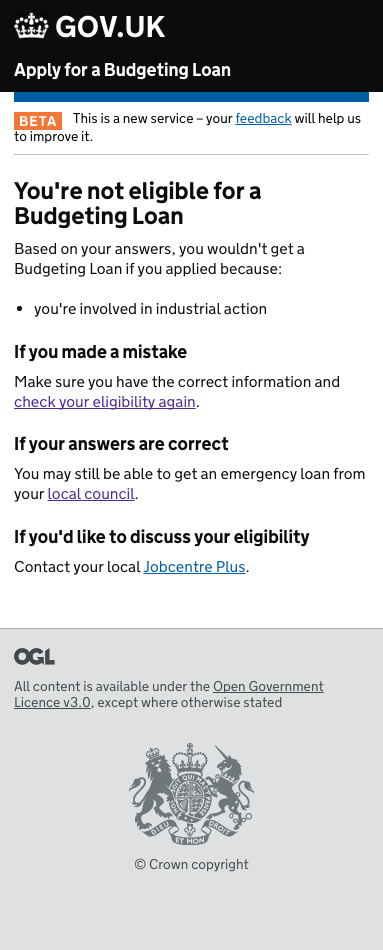 GOV.UK
Apply for a Budgeting Loan
BETA This is a new service – your feedback will help us
to improve it.
You're not eligible for a
Budgeting Loan
Based on your answers, you wouldn't get a
Budgeting Loan if you applied because:
• you're involved in industrial action
If you made a mistake
Make sure you have the correct information and
check your eligibility again.
If your answers are correct
You may still be able to get an emergency loan from
your local council.
If you'd like to discuss your eligibility
Contact your local Jobcentre Plus.
OGL
All content is available under the Open Government
Licence v3.0, except where otherwise stated
DIEU ET MON DROIT
© Crown copyright